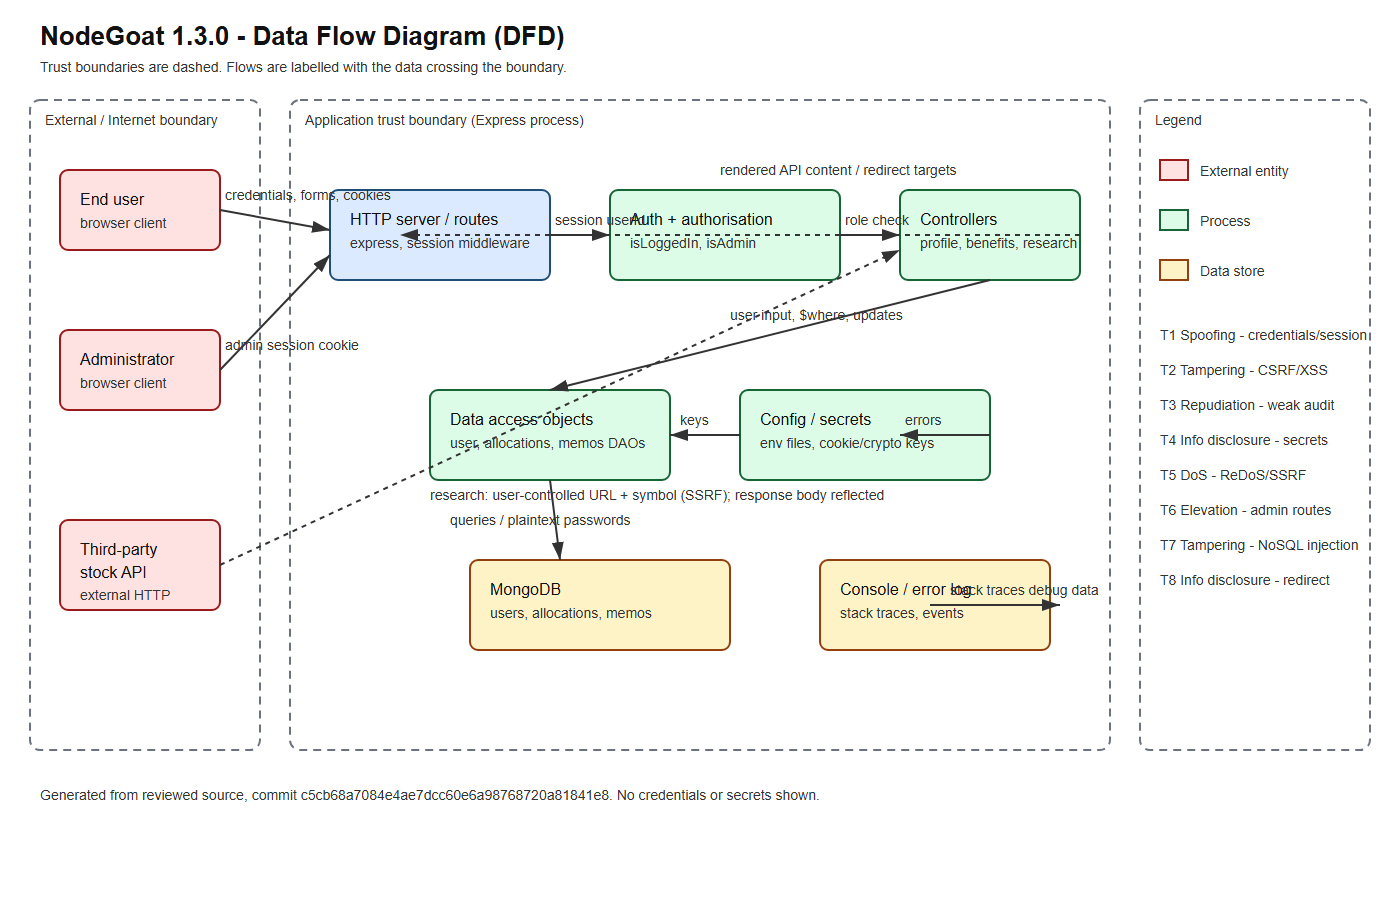 NodeGoat 1.3.0 - Data Flow Diagram (DFD)
Trust boundaries are dashed. Flows are labelled with the data crossing the boundary.
External / Internet boundary
End user
browser client
credentials, forms, cookies
Administrator
browser client
admin session cookie
Third-party
stock API
external HTTP
Application trust boundary (Express process)
rendered API content / redirect targets
HTTP server / routes
express, session middleware
session userId
Auth + authorisation
isLoggedIn, isAdmin
role check
Controllers
profile, benefits, research
user input, $where, updates
Data access objects
user, allocations, memos DAOs
keys
Config / secrets
env files, cookie/crypto keys
errors
research: user-controlled URL + symbol (SSRF); response body reflected
queries / plaintext passwords
MongoDB
users, allocations, memos
Console / error log
stack traces, events
stack traces debug data
Legend
External entity
Process
Data store
T1 Spoofing - credentials/session
T2 Tampering - CSRF/XSS
T3 Repudiation - weak audit
T4 Info disclosure - secrets
T5 DoS - ReDoS/SSRF
T6 Elevation - admin routes
T7 Tampering - NoSQL injection
T8 Info disclosure - redirect
Generated from reviewed source, commit c5cb68a7084e4ae7dcc60e6a98768720a81841e8. No credentials or secrets shown.